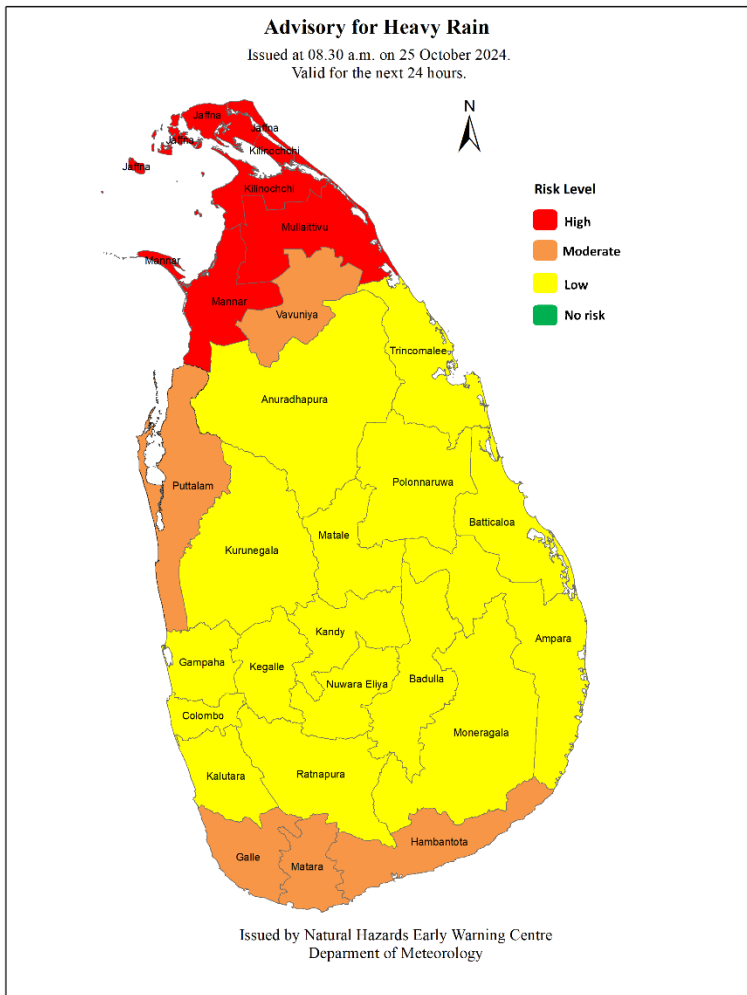 Advisory for Heavy Rain
Issued at 08.30 a.m. on 25 October 2024.
Valid for the next 24 hours.
N
Jaffna
Jaffna
Jaffna
Kilinochchi
Jaffna
Kilinochchi
Risk Level
High
Mullaittivu
Moderate
Mannar
Low
Mannar
Vavuniya
No risk
Trincomalee
Anuradhapura
Puttalam
Polonnaruwa
Batticaloa
Matale
Kurunegala
Kandy
Ampara
Gampaha
Kegalle
Nuwara Eliya
Badulla
Colombo
Moneragala
Kalutara
Ratnapura
Hambantota
Galle
Matara
Issued by Natural Hazards Early Warning Centre
Deparment of Meteorology